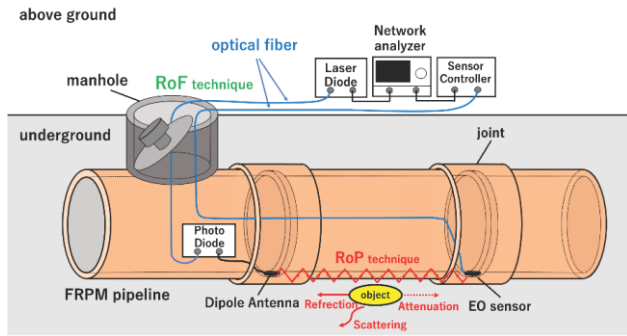 above ground
optical fiber
Network
analyzer
Laser
Diode
Sensor
Controller
manhole
RoF technique
underground
joint
Photo
Diode
RoP technique
FRPM pipeline
Dipole Antenna
object
Refrection
Attenuation
EO sensor
Scattering